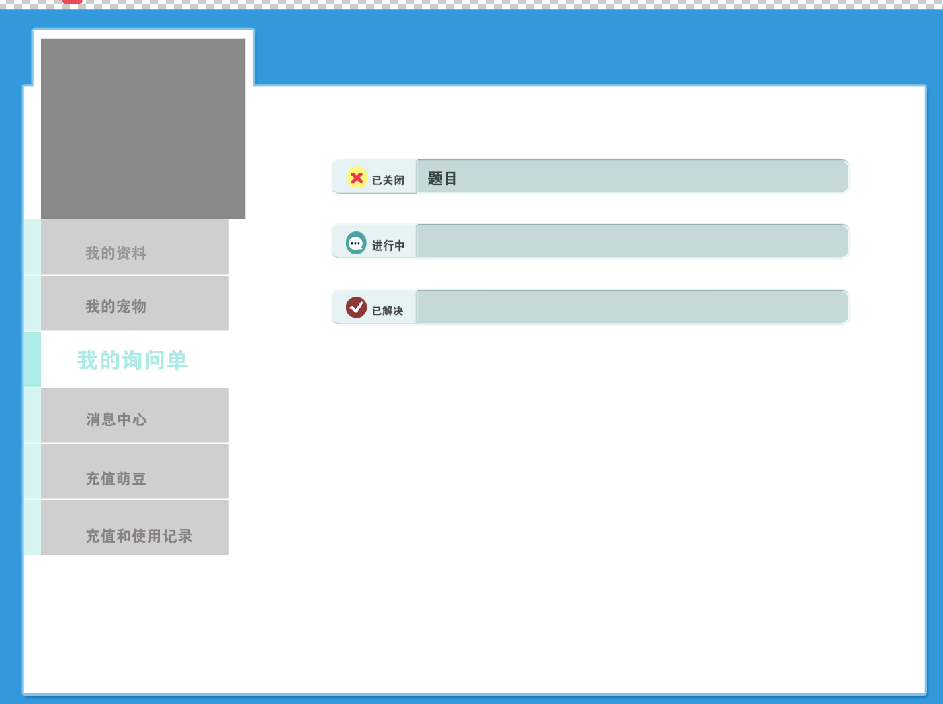 我的资料
我的宠物
我的询问单
消息中心
充值萌豆
充值和使用记录
已关闭 题目
进行中
已解决